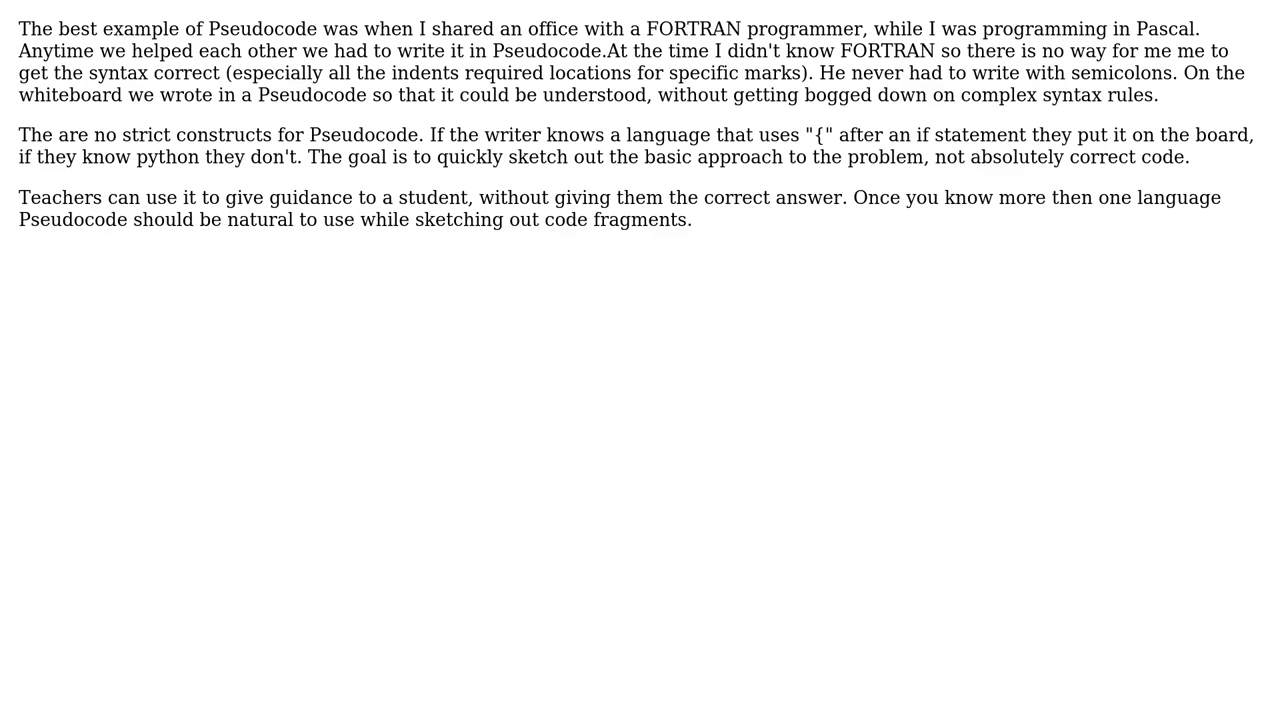 The best example of Pseudocode was when I shared an office with a FORTRAN programmer, while I was programming in Pascal.
Anytime we helped each other we had to write it in Pseudocode.At the time I didn't know FORTRAN so there is no way for me me to
get the syntax correct (especially all the indents required locations for specific marks). He never had to write with semicolons. On the
whiteboard we wrote in a Pseudocode so that it could be understood, without getting bogged down on complex syntax rules.
The are no strict constructs for Pseudocode. If the writer knows a language that uses "{" after an if statement they put it on the board,
if they know python they don't. The goal is to quickly sketch out the basic approach to the problem, not absolutely correct code.
Teachers can use it to give guidance to a student, without giving them the correct answer. Once you know more then one language
Pseudocode should be natural to use while sketching out code fragments.